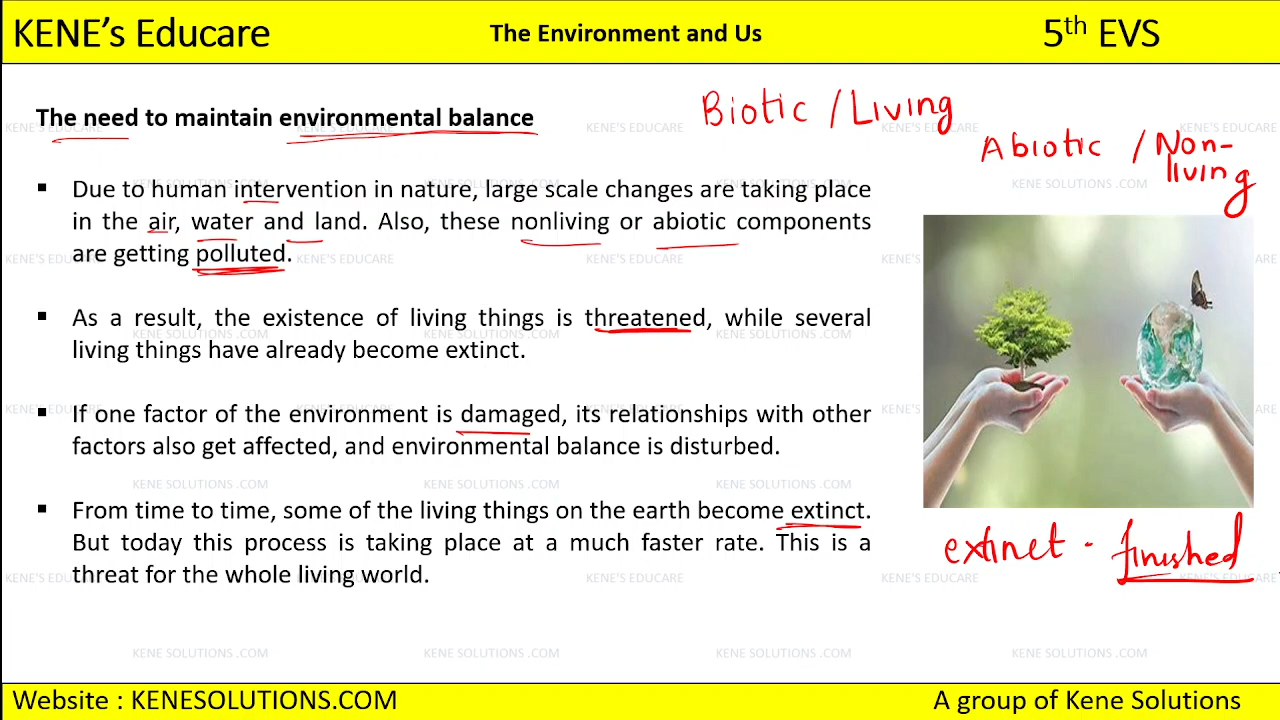 KENE's Educare
The Environment and Us
5th EVS
The need to maintain environmental balance
Biotic / Living
Abiotic / Non-
living
▪ Due to human intervention in nature, large scale changes are taking place
in the air, water and land. Also, these nonliving or abiotic components
are getting polluted.
▪ As a result, the existence of living things is threatened, while several
living things have already become extinct.
▪ If one factor of the environment is damaged, its relationships with other
factors also get affected, and environmental balance is disturbed.
▪ From time to time, some of the living things on the earth become extinct.
But today this process is taking place at a much faster rate. This is a
threat for the whole living world.
extinct - finished
KENE'S EDUCARE
KENE SOLUTIONS .COM
Website : KENESOLUTIONS.COM
A group of Kene Solutions